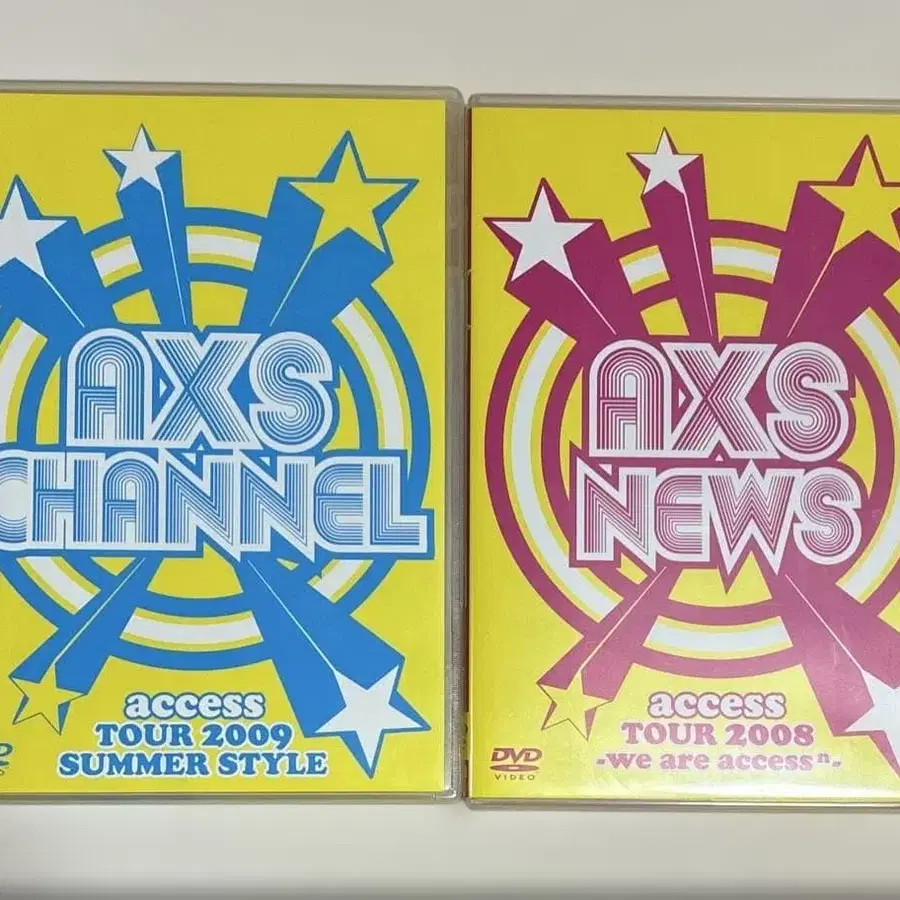 AXS
CHANNEL
access
TOUR 2009
SUMMER STYLE
AXS
NEWS
access
TOUR 2008
-we are accessⁿ-
DVD
VIDEO